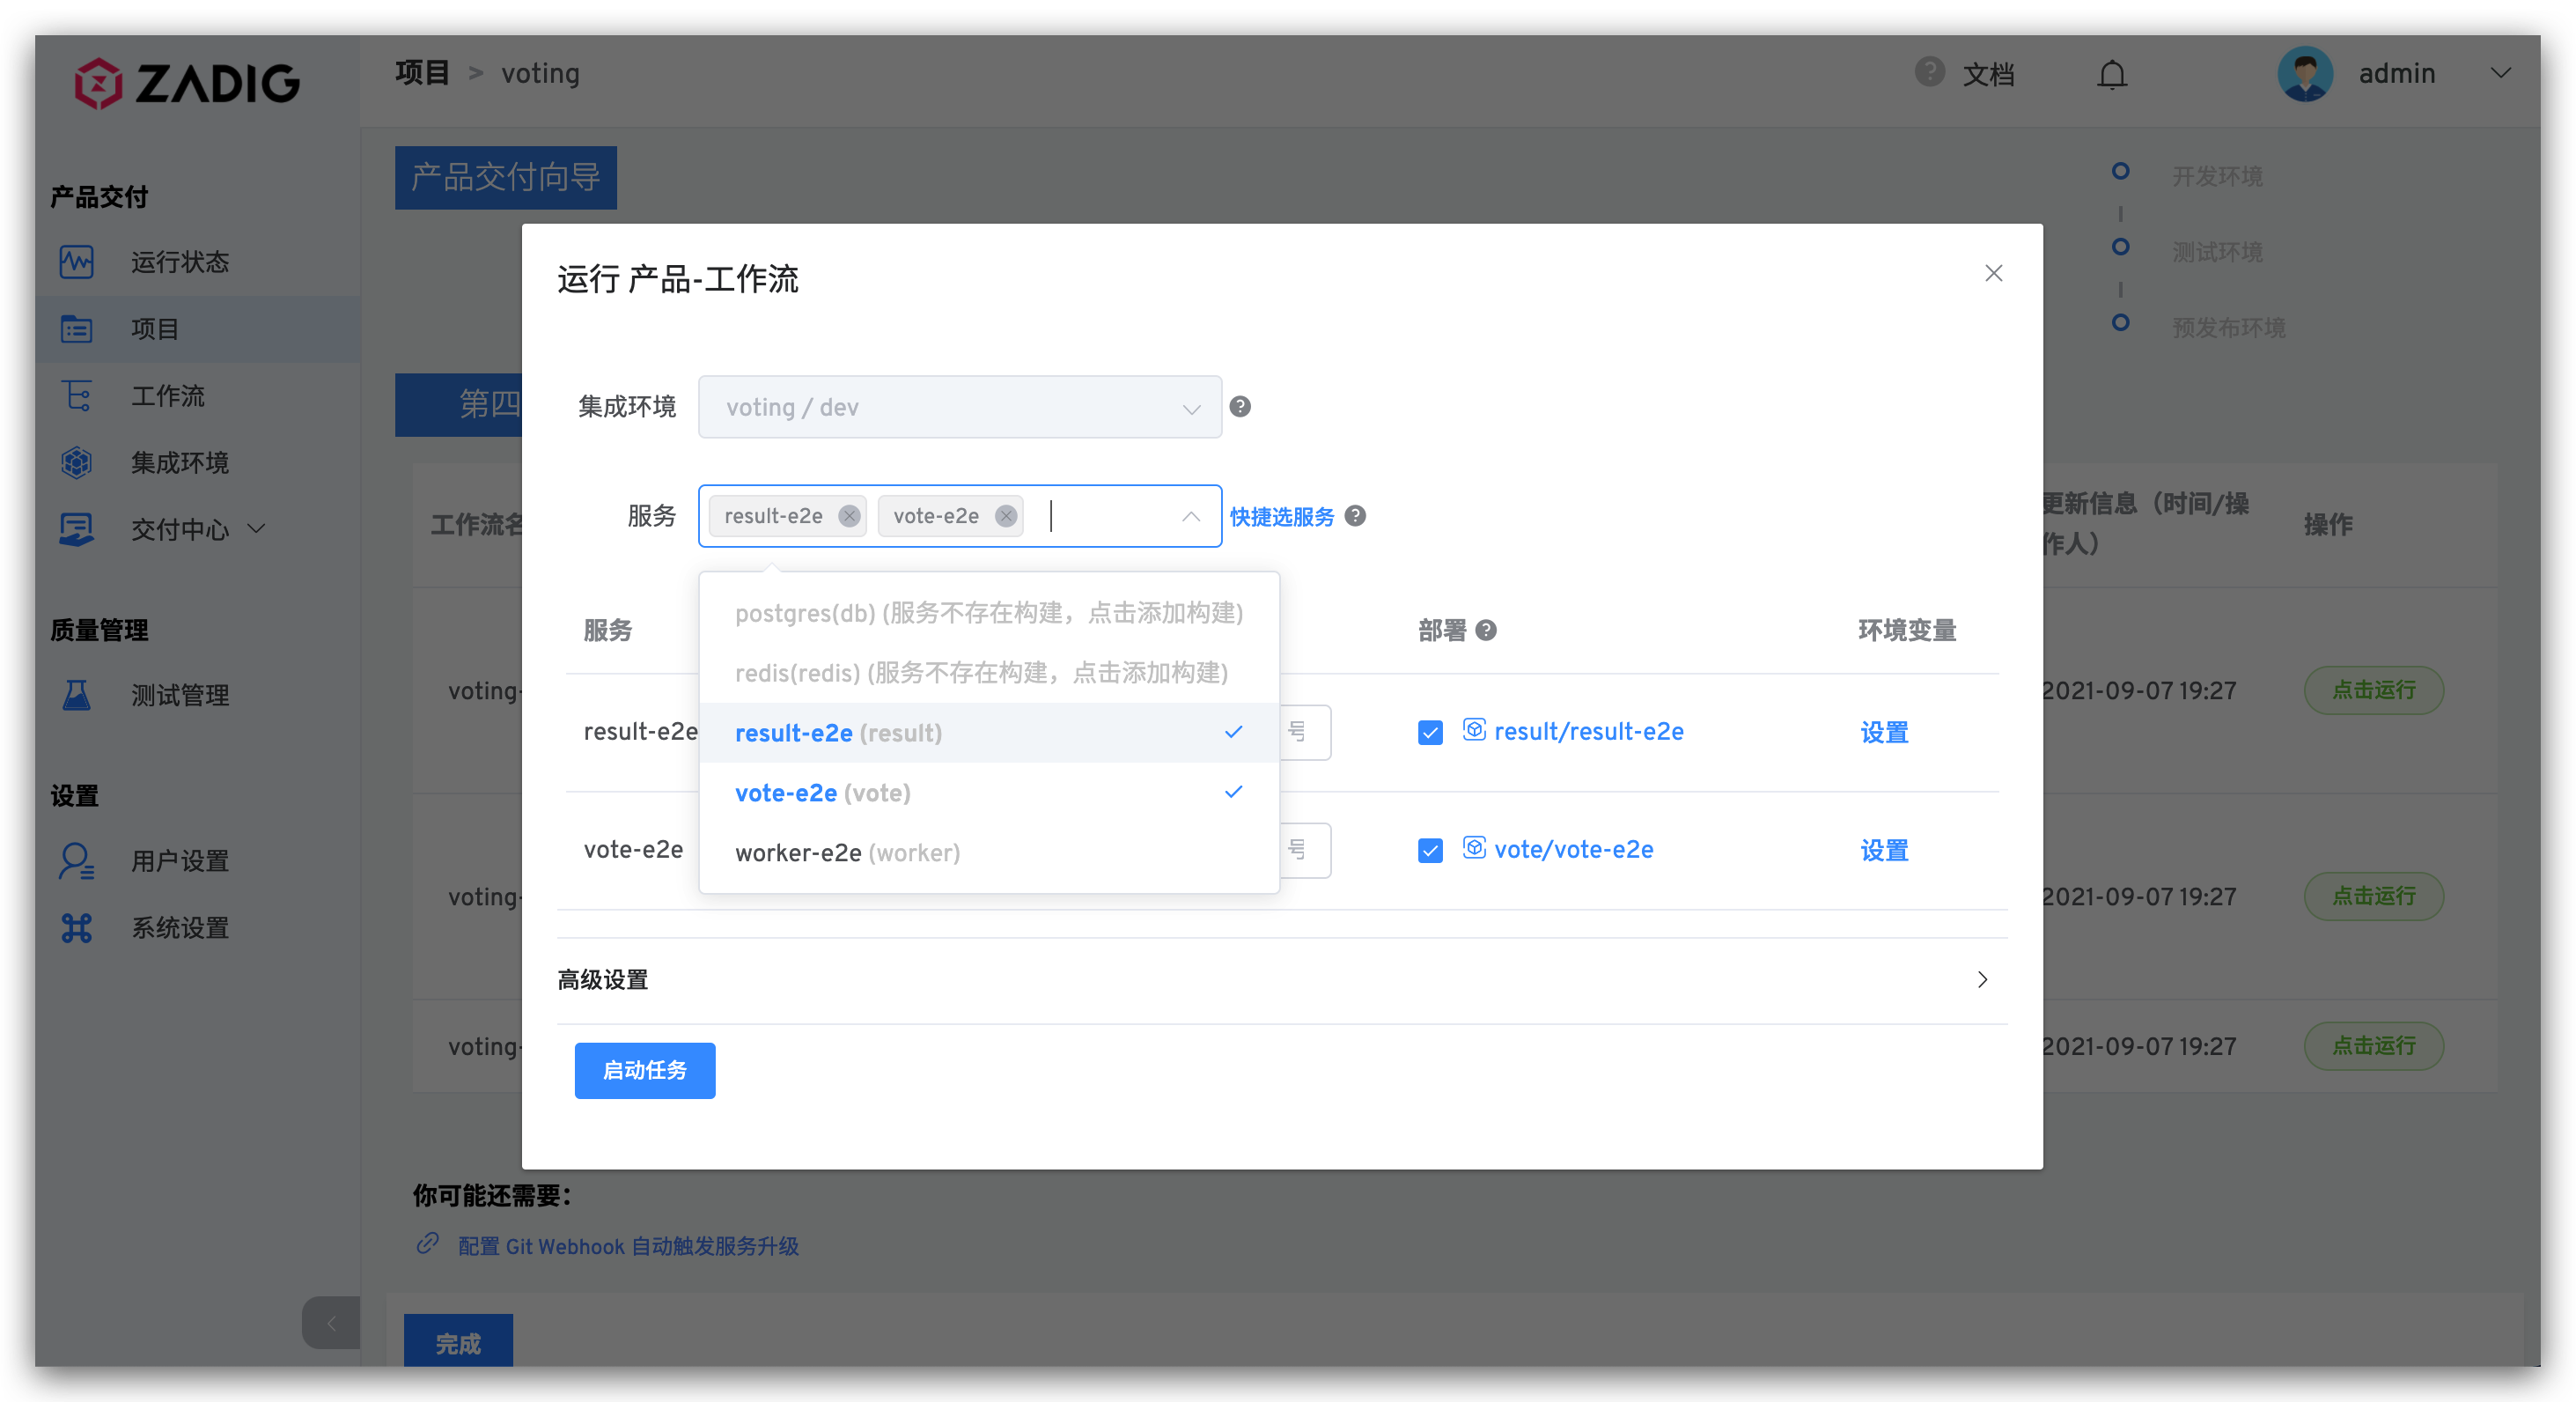 ZADIG
项目 > voting
文档
admin
产品交付
运行状态
项目
工作流
集成环境
交付中心
质量管理
测试管理
设置
用户设置
系统设置
产品交付向导
开发环境
测试环境
预发布环境
第四
工作流名
更新信息（时间/操
作人）
操作
voting-
2021-09-07 19:27
点击运行
voting-
2021-09-07 19:27
点击运行
voting-
2021-09-07 19:27
点击运行
运行 产品-工作流
集成环境
voting / dev
服务
result-e2e
vote-e2e
快捷选服务
postgres(db) (服务不存在构建，点击添加构建)
redis(redis) (服务不存在构建，点击添加构建)
result-e2e (result)
vote-e2e (vote)
worker-e2e (worker)
服务
部署
环境变量
result-e2e
号
result/result-e2e
设置
vote-e2e
号
vote/vote-e2e
设置
高级设置
启动任务
你可能还需要：
配置 Git Webhook 自动触发服务升级
完成